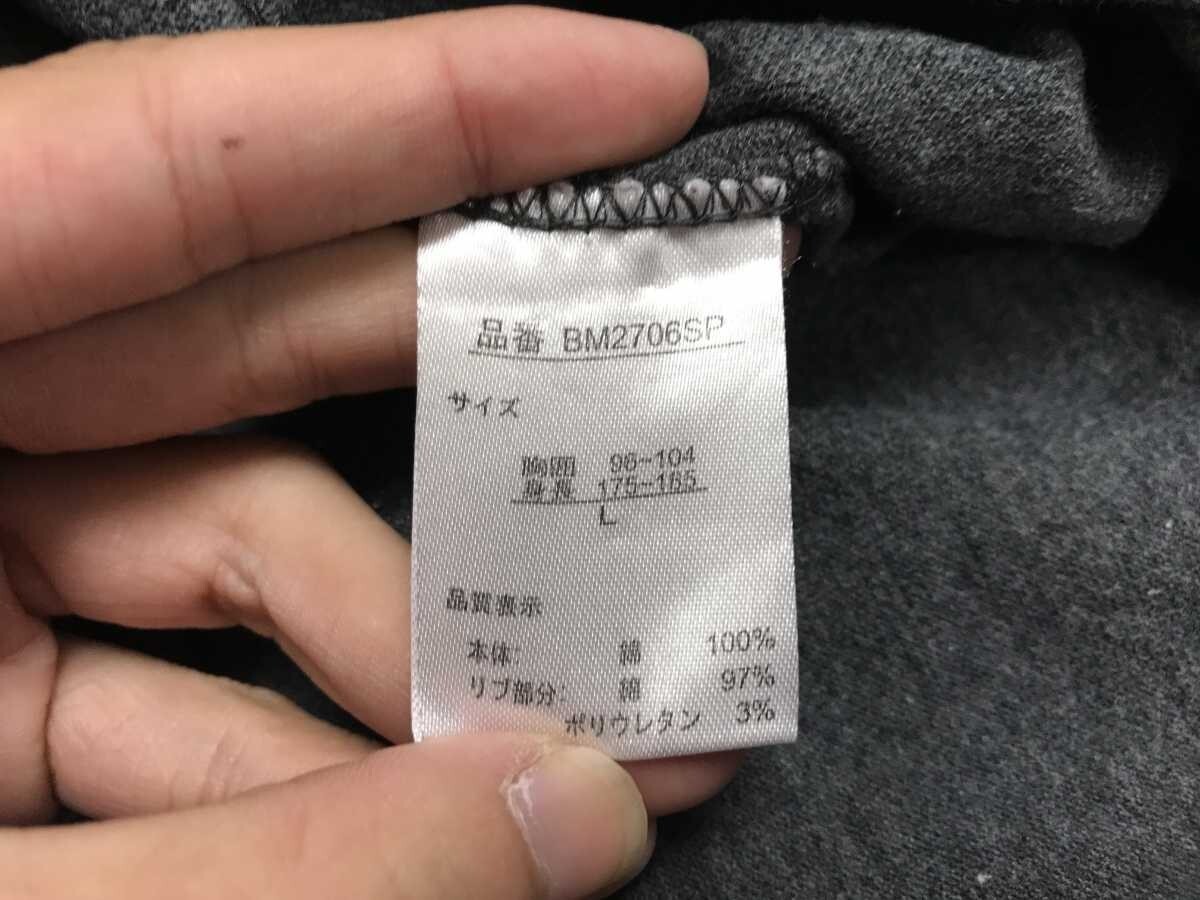 品番 BM2706SP
サイズ
胸囲 96~104
身長 175~185
L
品質表示
本体: 綿 100%
リブ部分: 綿 97%
ポリウレタン 3%